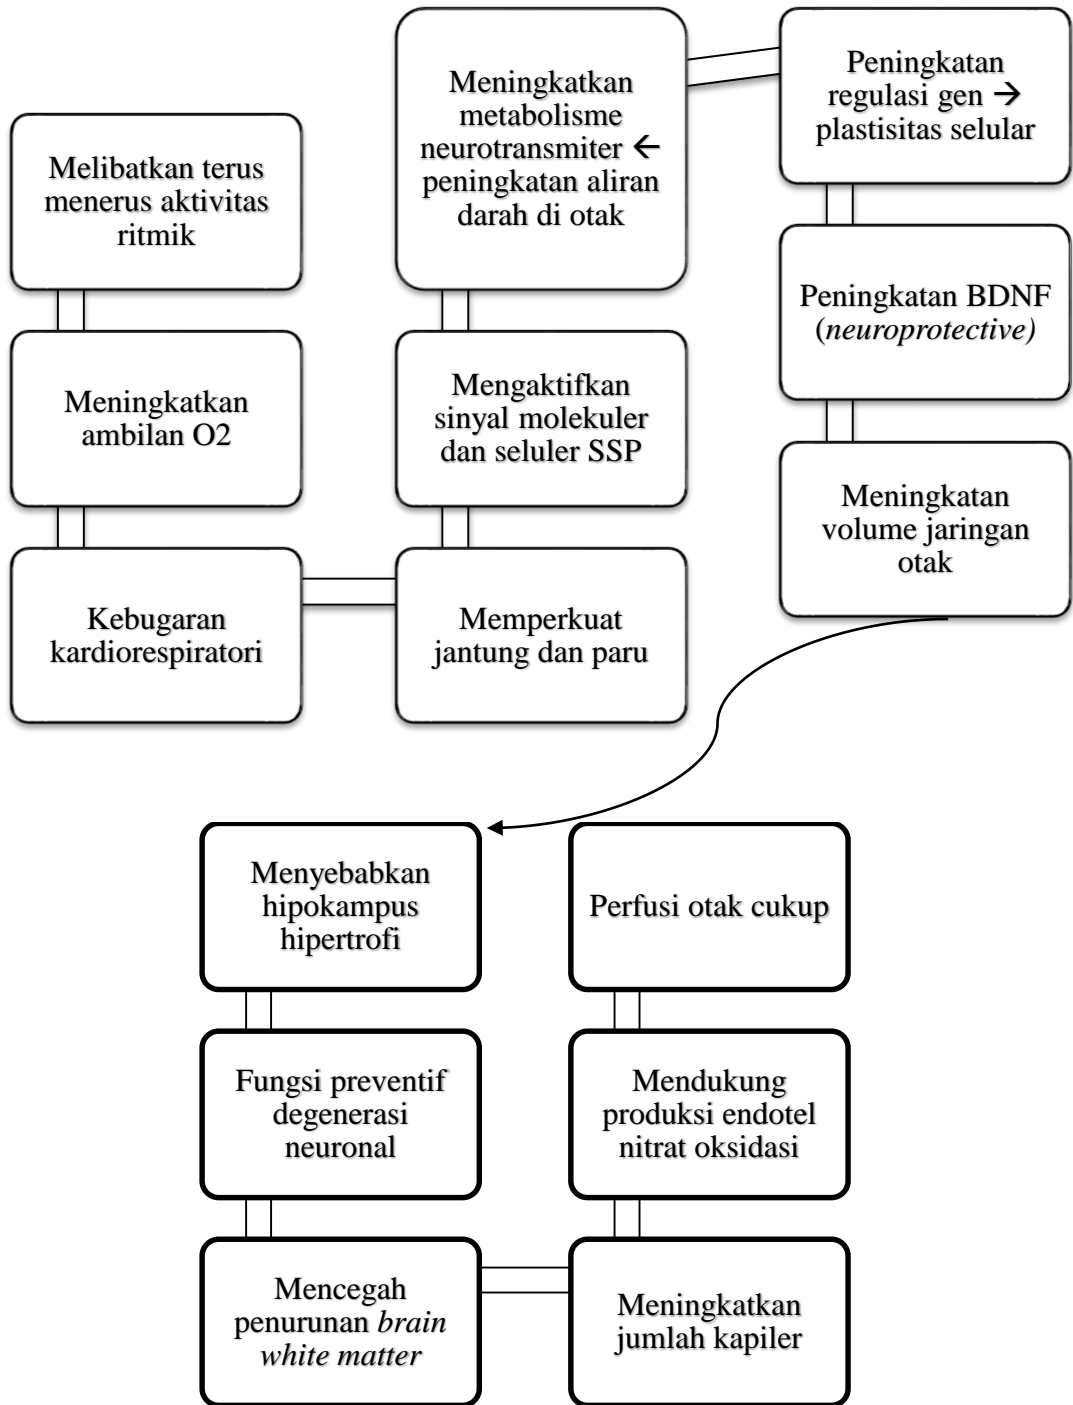 Melibatkan terus
menerus aktivitas
ritmik
Meningkatkan
ambilan O2
Kebugaran
kardiorespiratori
Memperkuat
jantung dan paru
Mengaktifkan
sinyal molekuler
dan seluler SSP
Meningkatkan
metabolisme
neurotransmiter ←
peningkatan aliran
darah di otak
Peningkatan
regulasi gen →
plastisitas selular
Peningkatan BDNF
(neuroprotective)
Meningkatan
volume jaringan
otak
Menyebabkan
hipokampus
hipertrofi
Fungsi preventif
degenerasi
neuronal
Mencegah
penurunan brain
white matter
Meningkatkan
jumlah kapiler
Mendukung
produksi endotel
nitrat oksidasi
Perfusi otak cukup